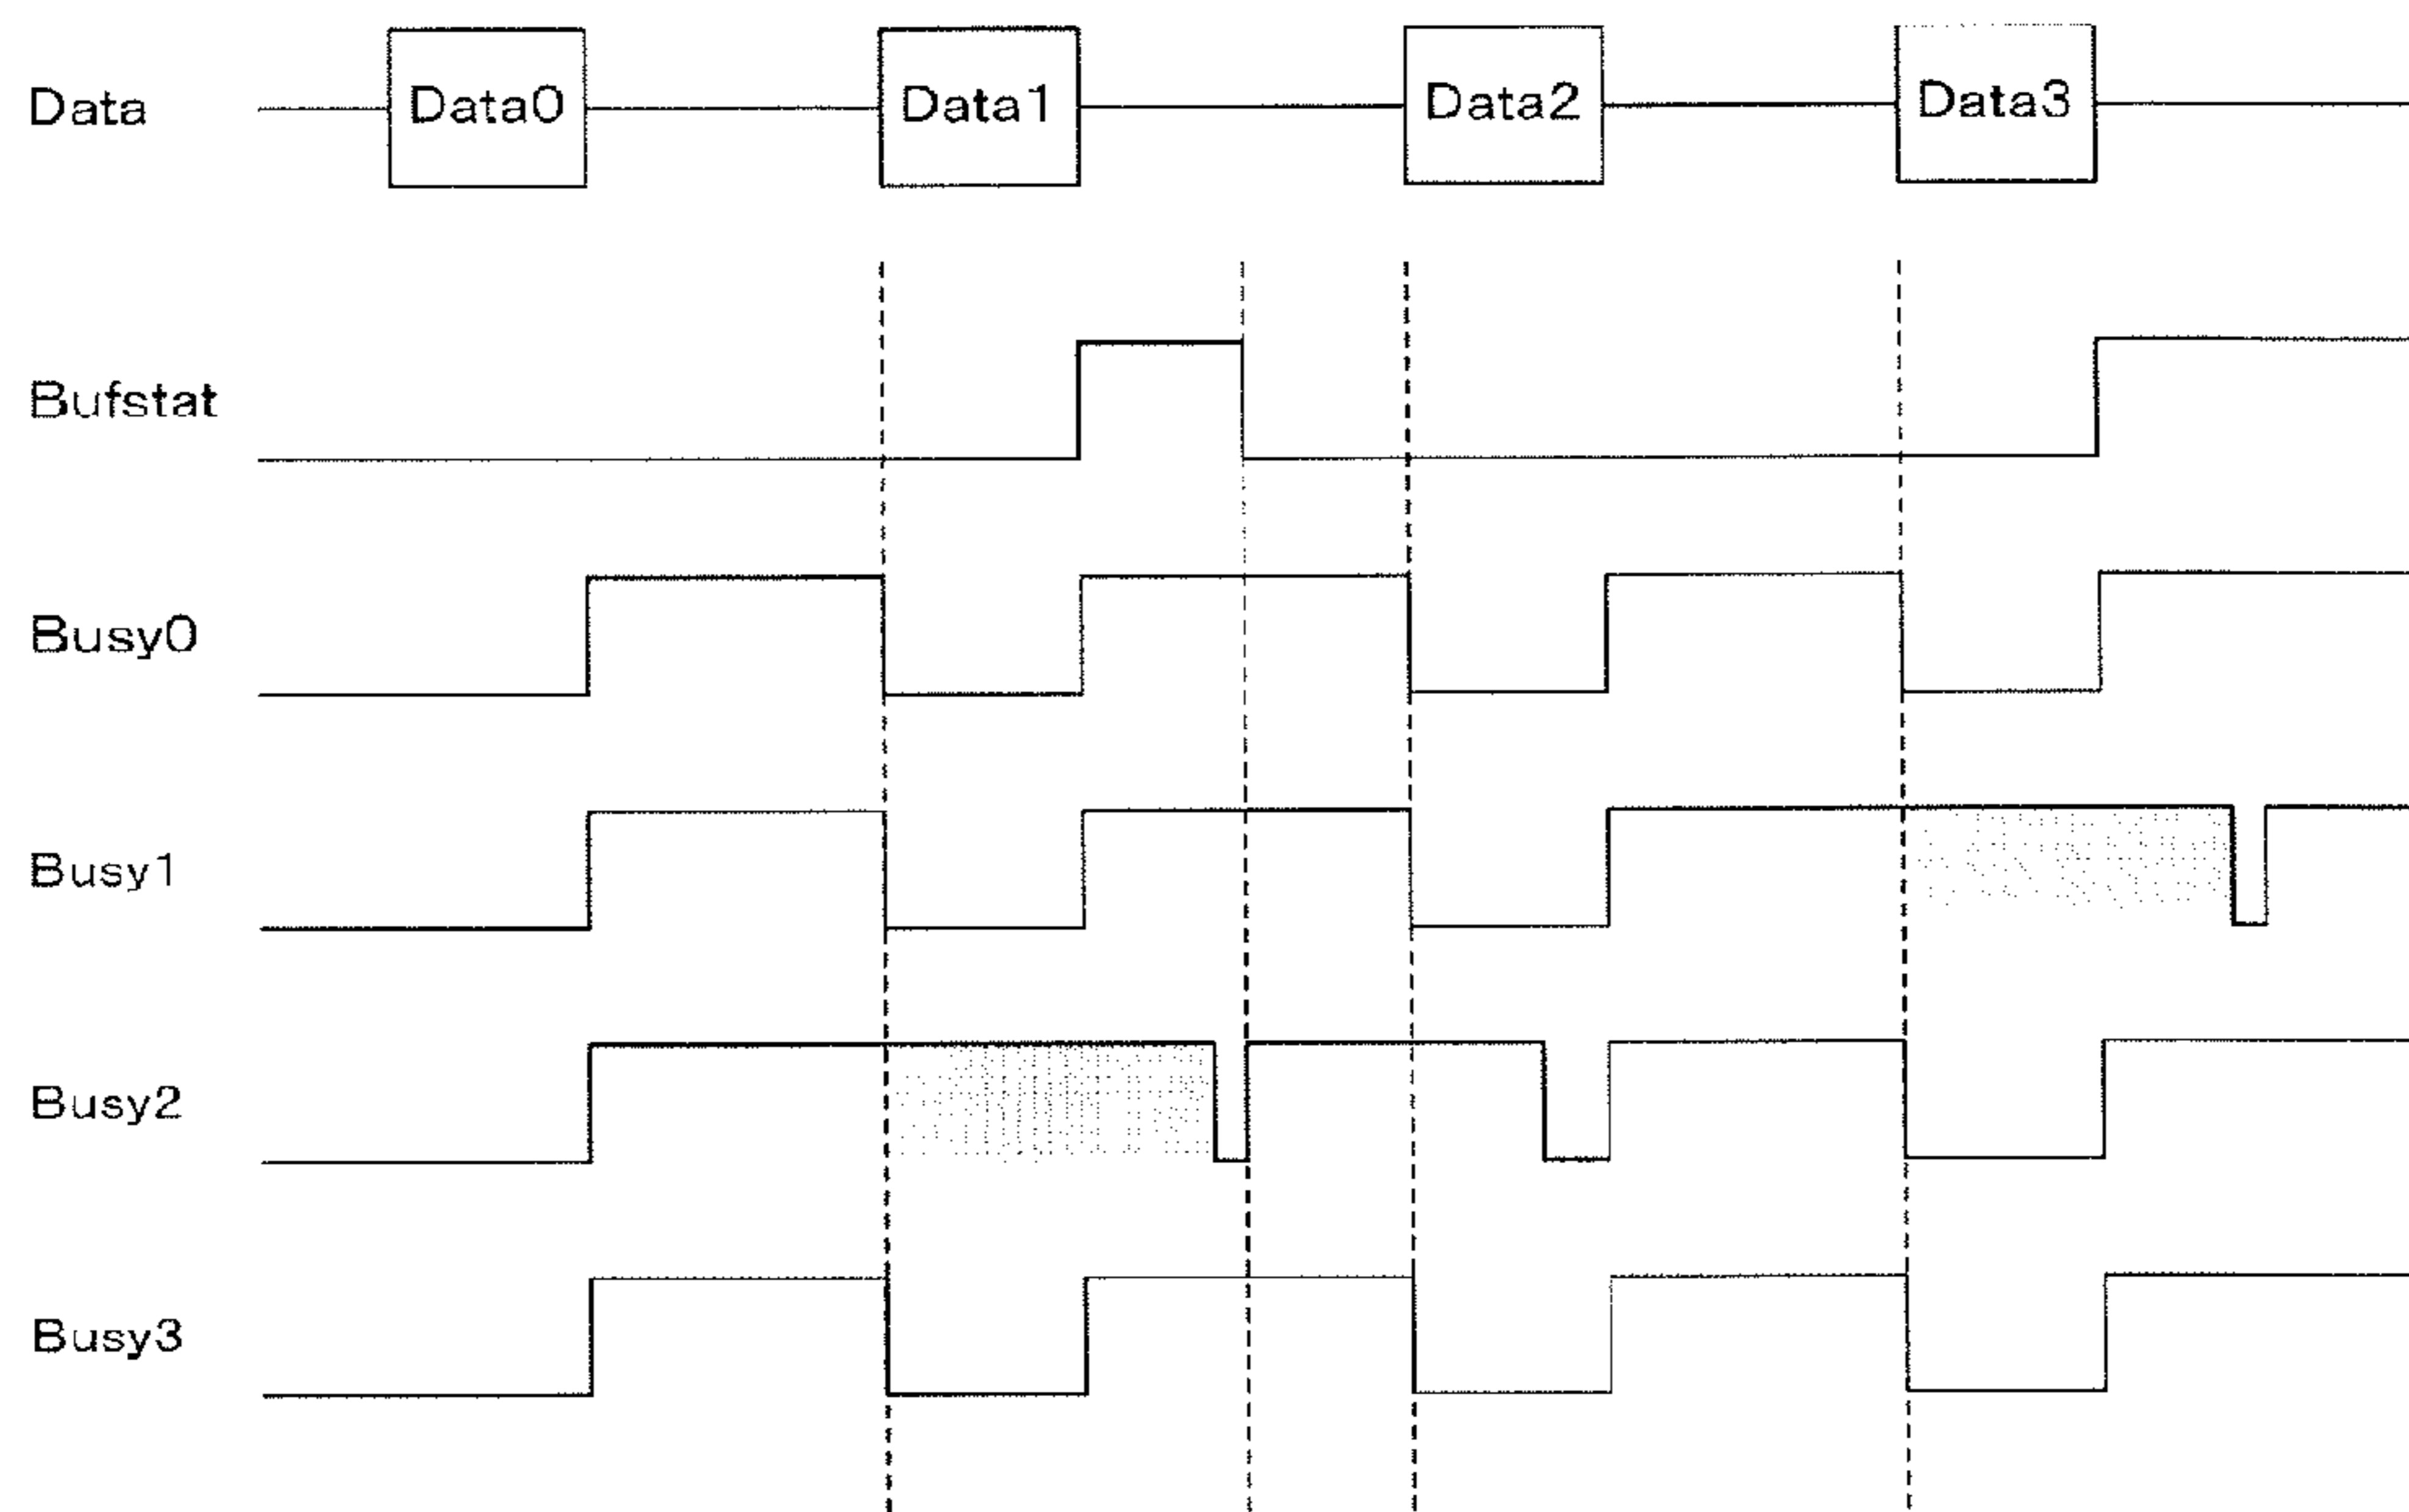 Data Data0 Data1 Data2 Data3
Bufstat
Busy0
Busy1
Busy2
Busy3